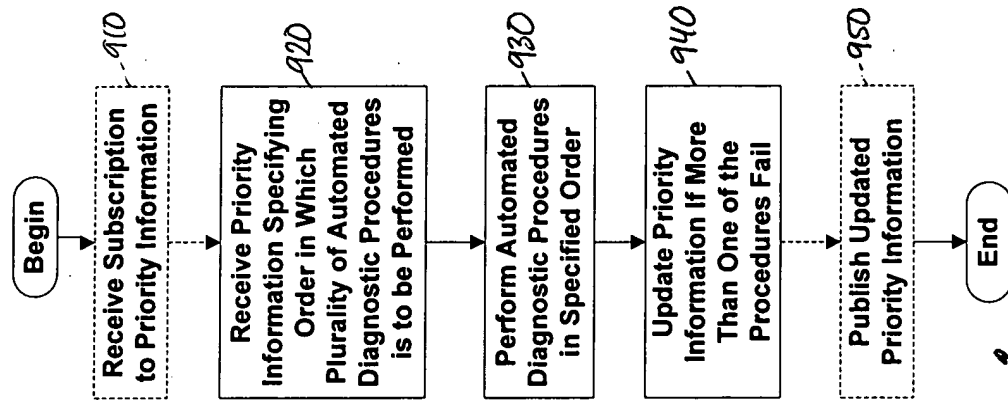 Begin
Receive Subscription
to Priority Information
910
Receive Priority
Information Specifying
Order in Which
Plurality of Automated
Diagnostic Procedures
is to be Performed
920
Perform Automated
Diagnostic Procedures
in Specified Order
930
Update Priority
Information If More
Than One of the
Procedures Fail
940
Publish Updated
Priority Information
950
End